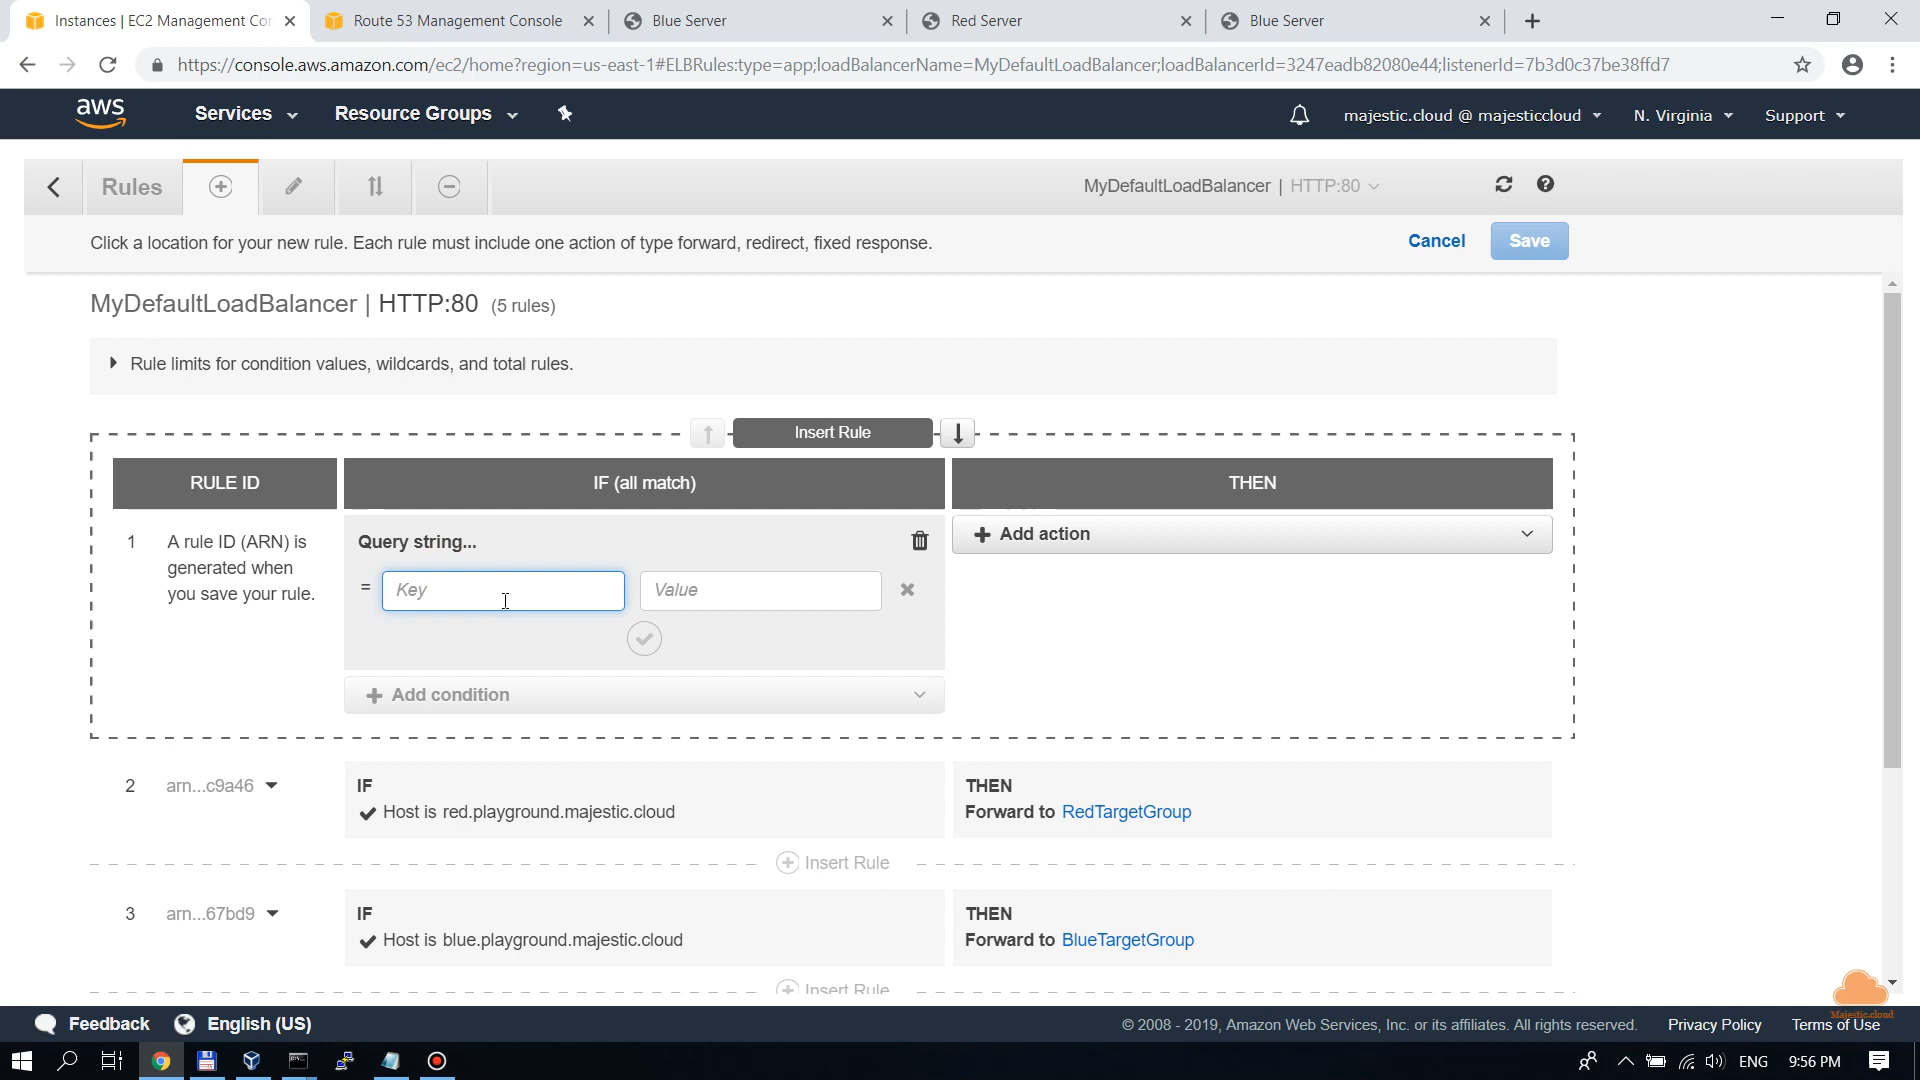 Instances | EC2 Management Con
Route 53 Management Console
Blue Server
Red Server
Blue Server
https://console.aws.amazon.com/ec2/home?region=us-east-1#ELBRules:type=app;loadBalancerName=MyDefaultLoadBalancer;loadBalancerId=3247eadb82080e44;listenerId=7b3d0c37be38ffd7
aws
Services
Resource Groups
majestic.cloud @ majesticcloud
N. Virginia
Support
Rules
MyDefaultLoadBalancer | HTTP:80
Click a location for your new rule. Each rule must include one action of type forward, redirect, fixed response.
Cancel
Save
MyDefaultLoadBalancer | HTTP:80 (5 rules)
Rule limits for condition values, wildcards, and total rules.
Insert Rule
RULE ID
IF (all match)
THEN
1
A rule ID (ARN) is
generated when
you save your rule.
Query string...
= Key
Value
Add condition
Add action
2
arn...c9a46
IF
Host is red.playground.majestic.cloud
THEN
Forward to RedTargetGroup
Insert Rule
3
arn...67bd9
IF
Host is blue.playground.majestic.cloud
THEN
Forward to BlueTargetGroup
Insert Rule
Majestic.cloud
Feedback
English (US)
© 2008 - 2019, Amazon Web Services, Inc. or its affiliates. All rights reserved.
Privacy Policy
Terms of Use
ENG
9:56 PM